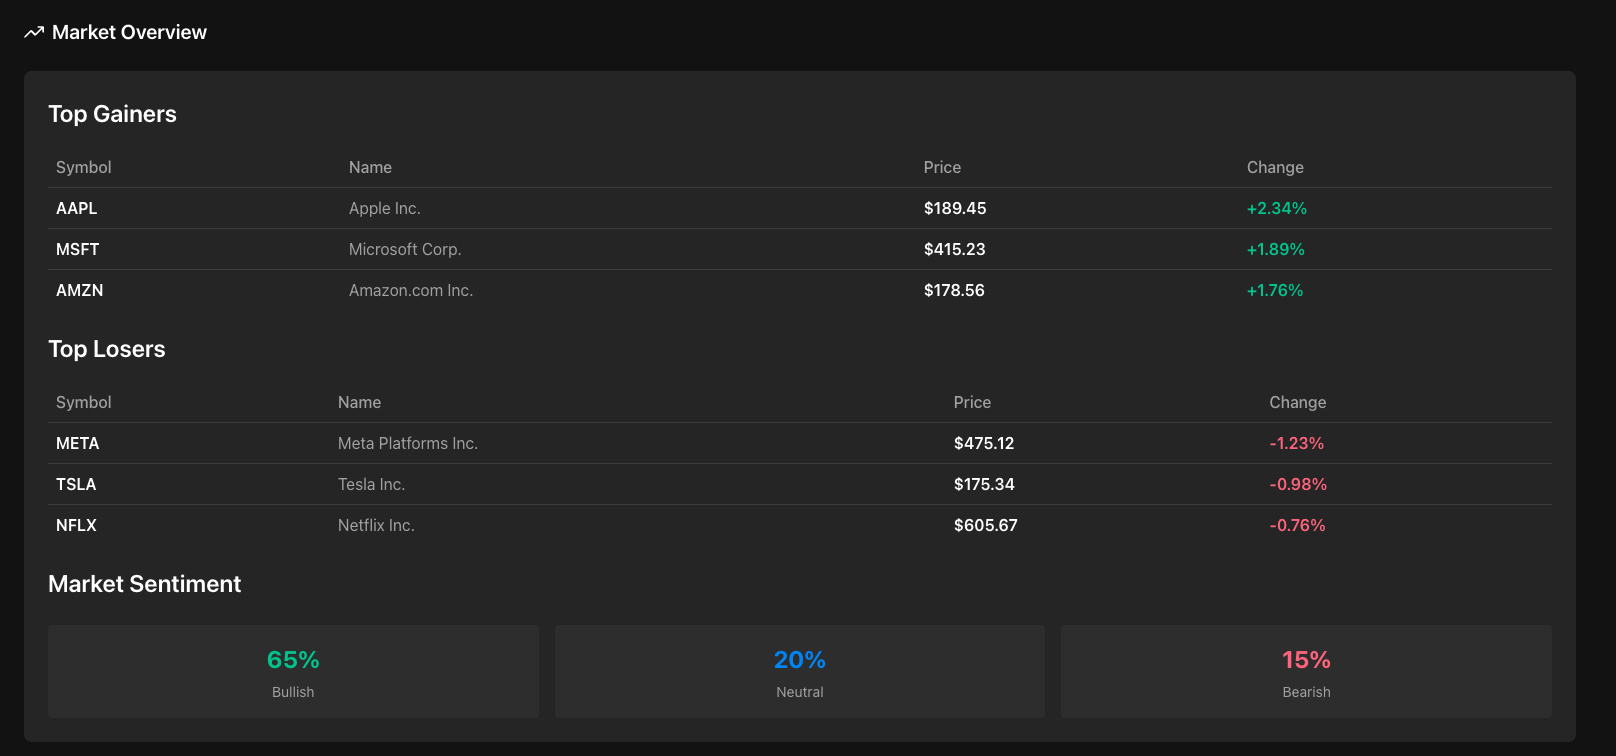 Market Overview
Top Gainers
Symbol Name Price Change
AAPL Apple Inc. $189.45 +2.34%
MSFT Microsoft Corp. $415.23 +1.89%
AMZN Amazon.com Inc. $178.56 +1.76%
Top Losers
Symbol Name Price Change
META Meta Platforms Inc. $475.12 -1.23%
TSLA Tesla Inc. $175.34 -0.98%
NFLX Netflix Inc. $605.67 -0.76%
Market Sentiment
65% 20% 15%
Bullish Neutral Bearish